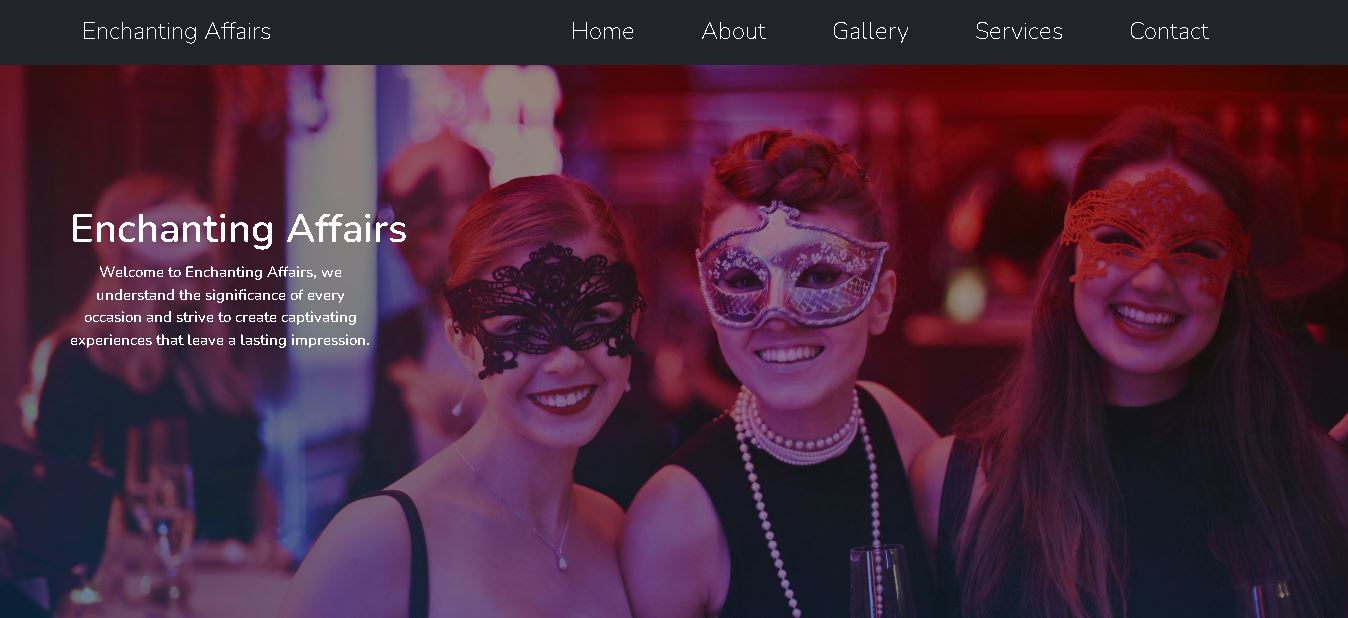 Enchanting Affairs
Home
About
Gallery
Services
Contact
Enchanting Affairs
Welcome to Enchanting Affairs, we
understand the significance of every
occasion and strive to create captivating
experiences that leave a lasting impression.